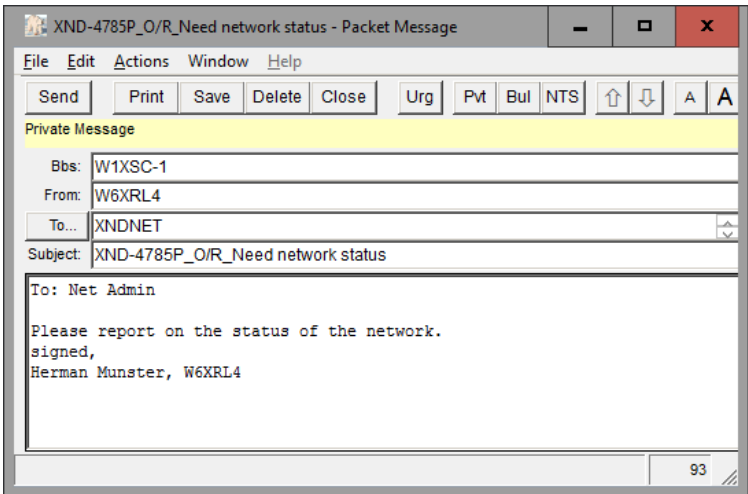 XND-4785P_O/R_Need network status - Packet Message
File Edit Actions Window Help
Send Print Save Delete Close Urg Pvt Bul NTS A A
Private Message
Bbs: W1XSC-1
From: W6XRL4
To... XNDNET
Subject: XND-4785P_O/R_Need network status
To: Net Admin
Please report on the status of the network.
signed,
Herman Munster, W6XRL4
93